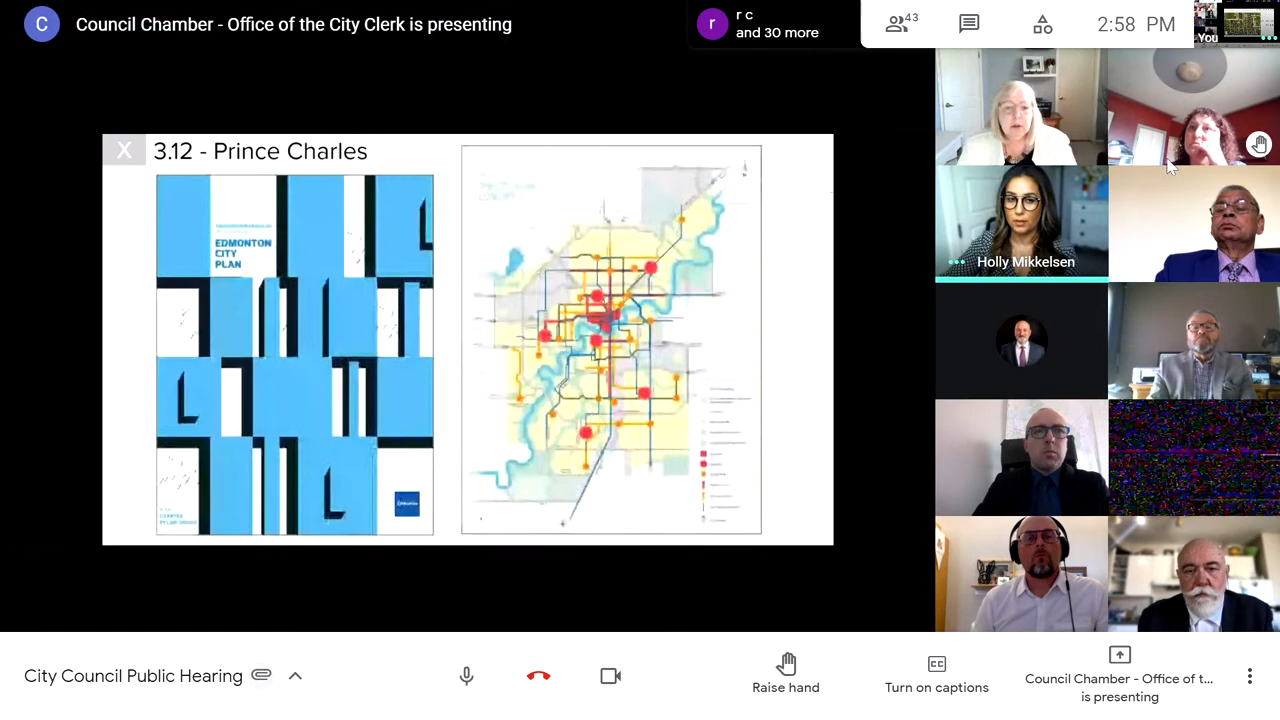 C
Council Chamber - Office of the City Clerk is presenting
r
r c
and 30 more
43
2:58 PM
You
X
3.12 - Prince Charles
EDMONTON
CITY
PLAN
Holly Mikkelsen
City Council Public Hearing
Raise hand
CC
Turn on captions
Council Chamber - Office of t...
is presenting